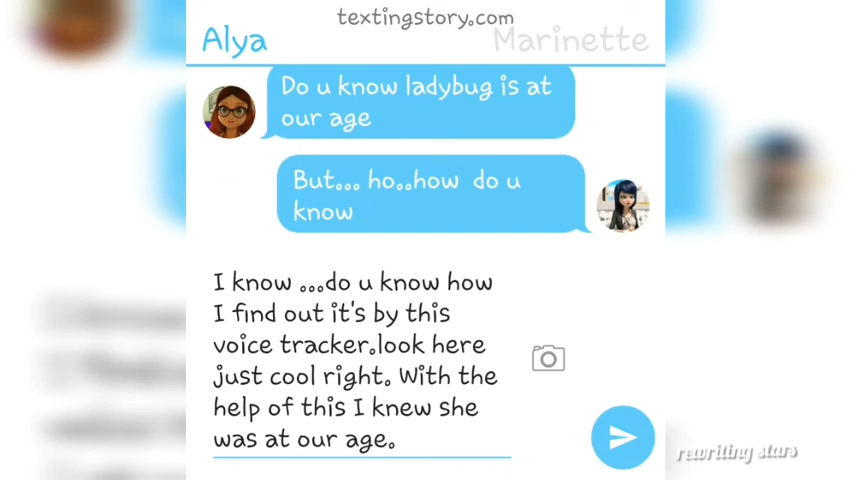 textingstory.com
Alya
Marinette
Do u know ladybug is at
our age
But... ho..how do u
know
I know ...do u know how
I find out it's by this
voice tracker.look here
just cool right. With the
help of this I knew she
was at our age.
rewriting stars